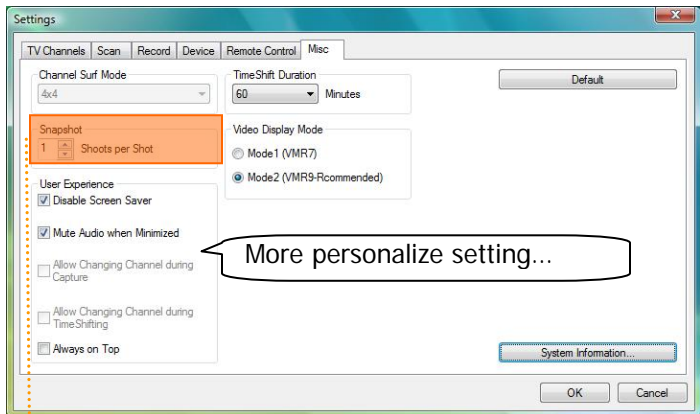 Settings
TV Channels Scan Record Device Remote Control Misc
Channel Surf Mode
4x4
TimeShift Duration
60 Minutes
Default
Snapshot
1 Shoots per Shot
Video Display Mode
Mode1 (VMR7)
Mode2 (VMR9-Rcommended)
User Experience
Disable Screen Saver
Mute Audio when Minimized
Allow Changing Channel during
Capture
Allow Changing Channel during
TimeShifting
Always on Top
More personalize setting...
System Information...
OK Cancel